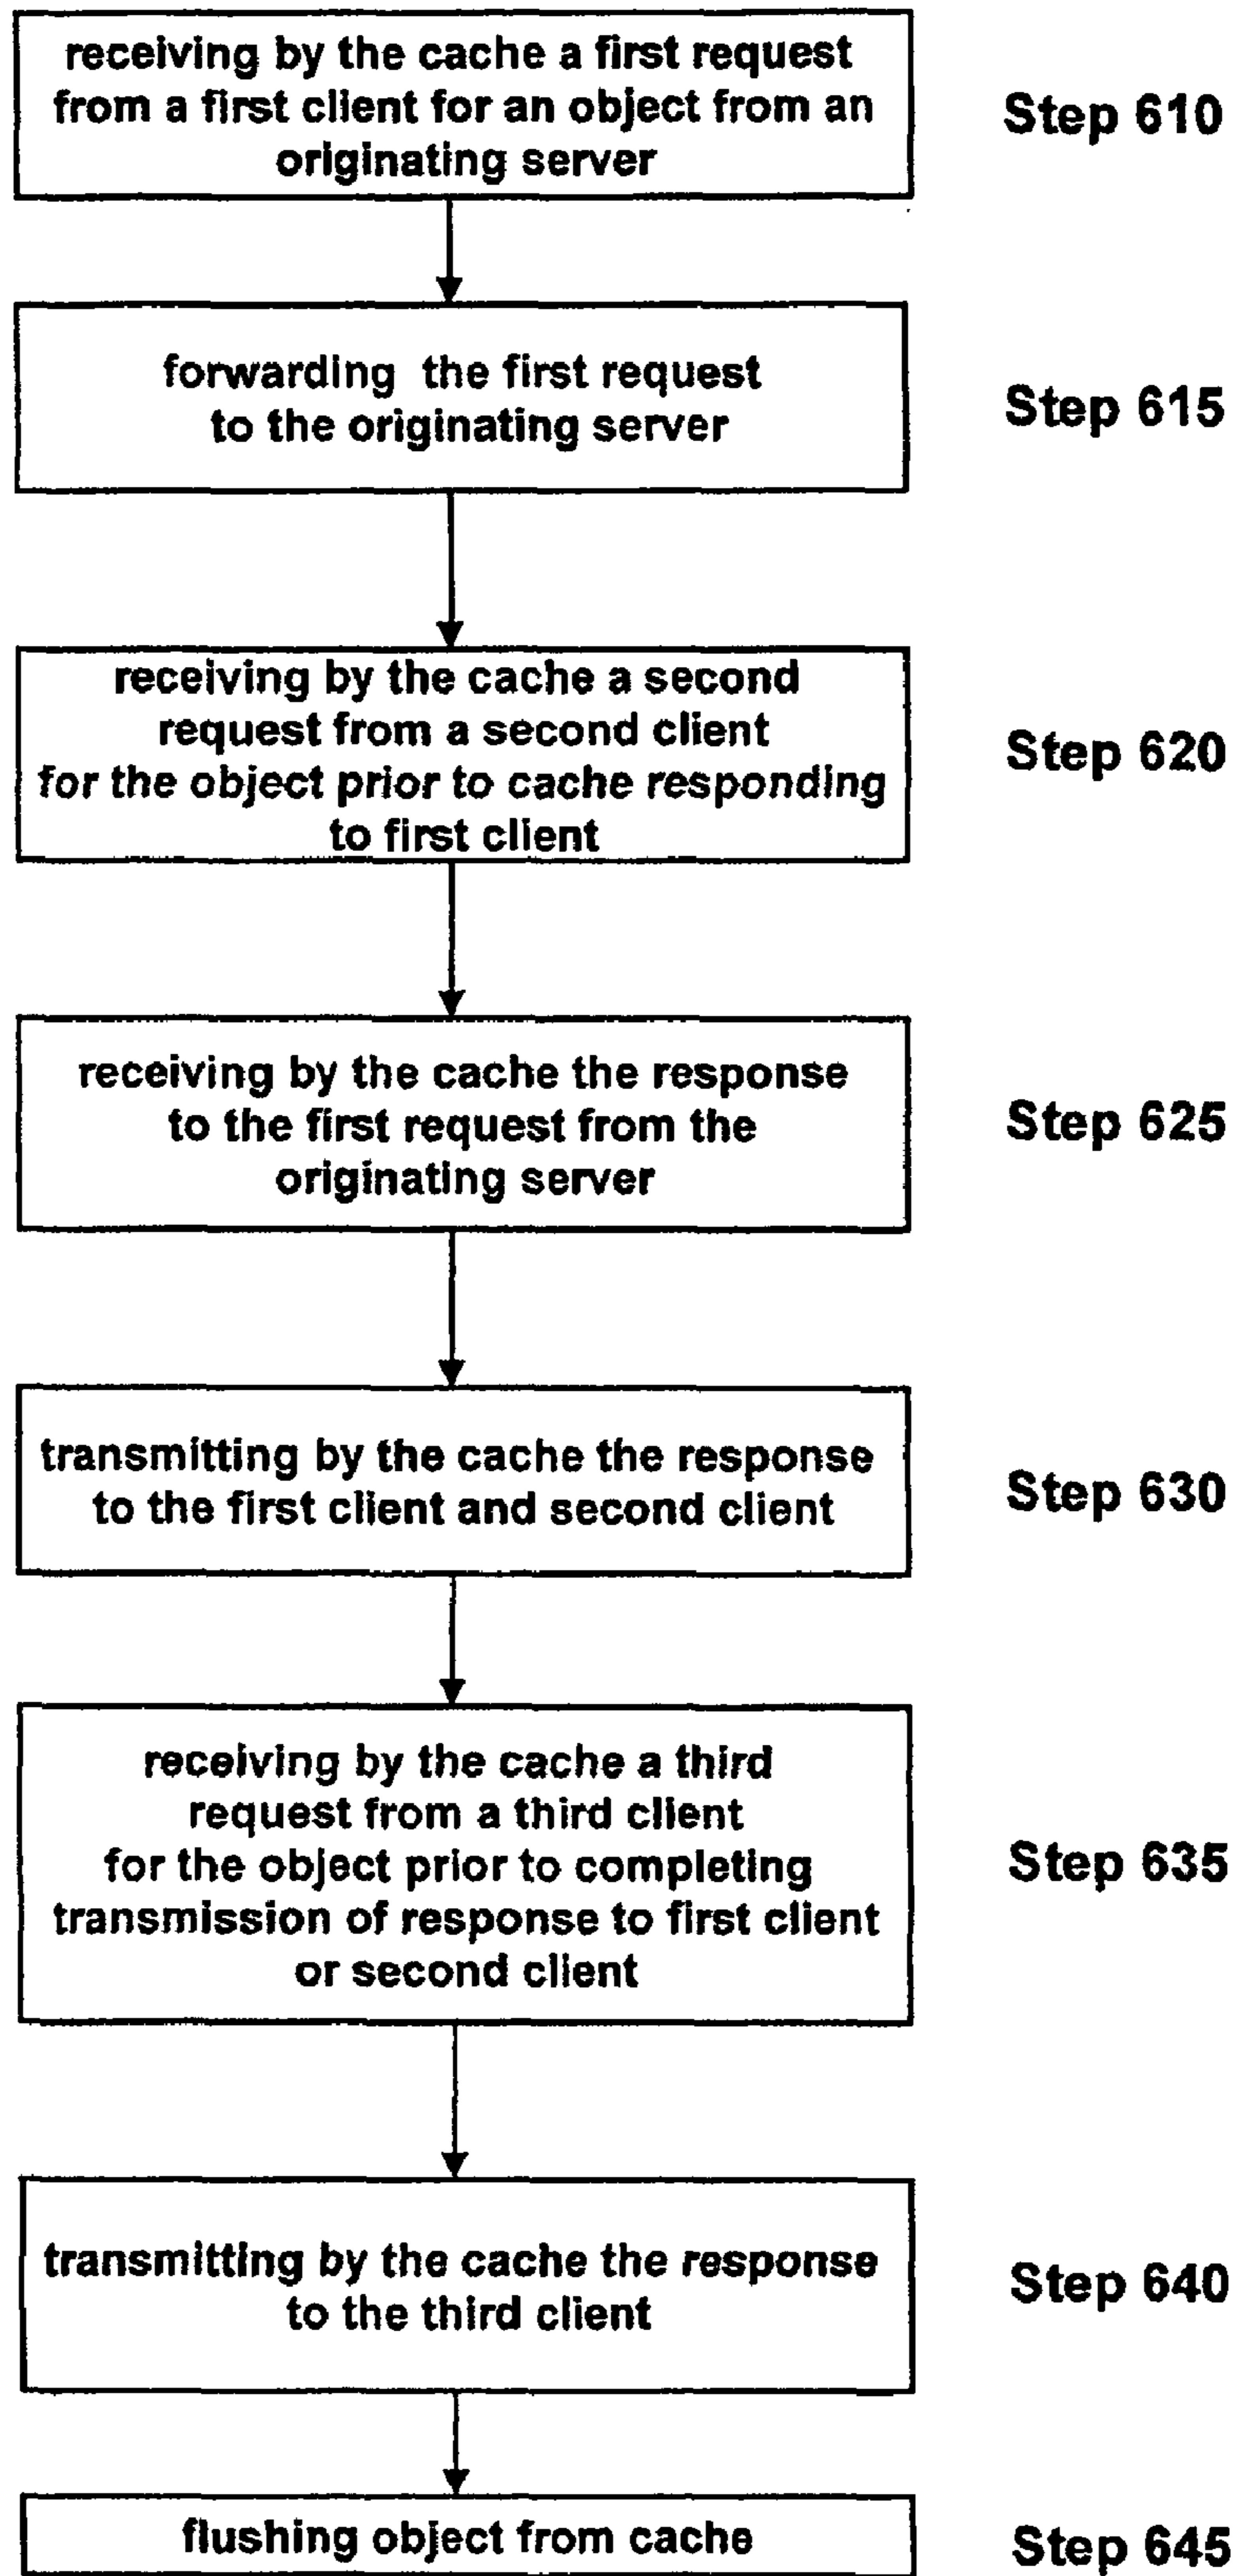 receiving by the cache a first request
from a first client for an object from an
originating server
Step 610
forwarding the first request
to the originating server
Step 615
receiving by the cache a second
request from a second client
for the object prior to cache responding
to first client
Step 620
receiving by the cache the response
to the first request from the
originating server
Step 625
transmitting by the cache the response
to the first client and second client
Step 630
receiving by the cache a third
request from a third client
for the object prior to completing
transmission of response to first client
or second client
Step 635
transmitting by the cache the response
to the third client
Step 640
flushing object from cache
Step 645